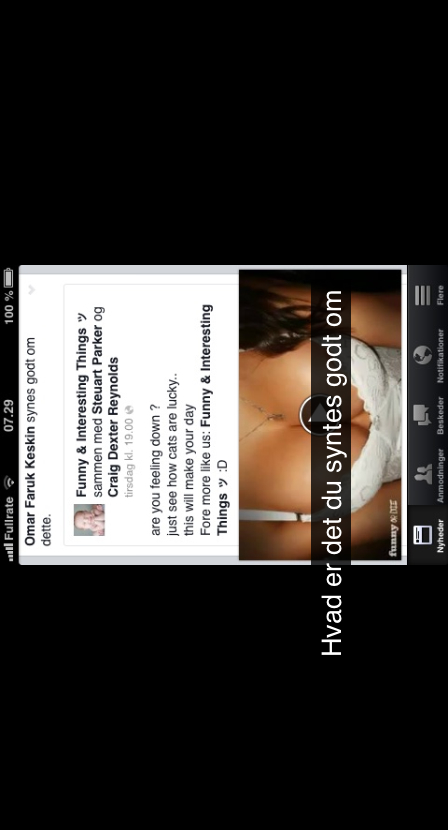 Fullrate 07.29 100 %
Omar Faruk Keskin synes godt om
dette.
Funny & Interesting Things ツ
sammen med Steuart Parker og
Craig Dexter Reynolds
tirsdag kl. 19.00
are you feeling down ?
just see how cats are lucky..
this will make your day
Fore more like us: Funny & Interesting
Things ツ :D
Hvad er det du syntes godt om
funny
Nyheder Anmodninger Beskeder Notifikationer Flere